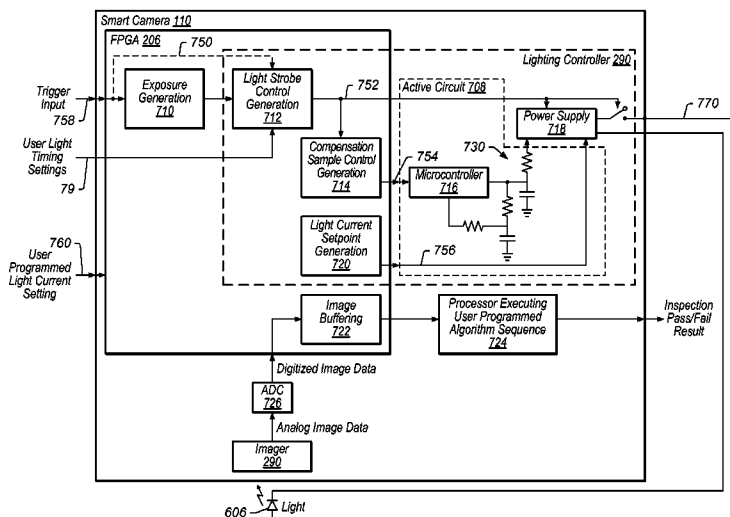 Smart Camera 110
FPGA 206
750
Lighting Controller 290
Trigger
Input
758
Exposure
Generation
710
Light Strobe
Control
Generation
712
752
Active Circuit 708
770
Power Supply
718
730
User Light
Timing
Settings
79
Compensation
Sample Control
Generation
714
754
Microcontroller
716
Light Current
Setpoint
Generation
720
756
760
User
Programmed
Light Current
Setting
Image
Buffering
722
Processor Executing
User Programmed
Algorithm Sequence
724
Inspection
Pass/Fail
Result
Digitized Image Data
ADC
726
Analog Image Data
Imager
290
606
Light